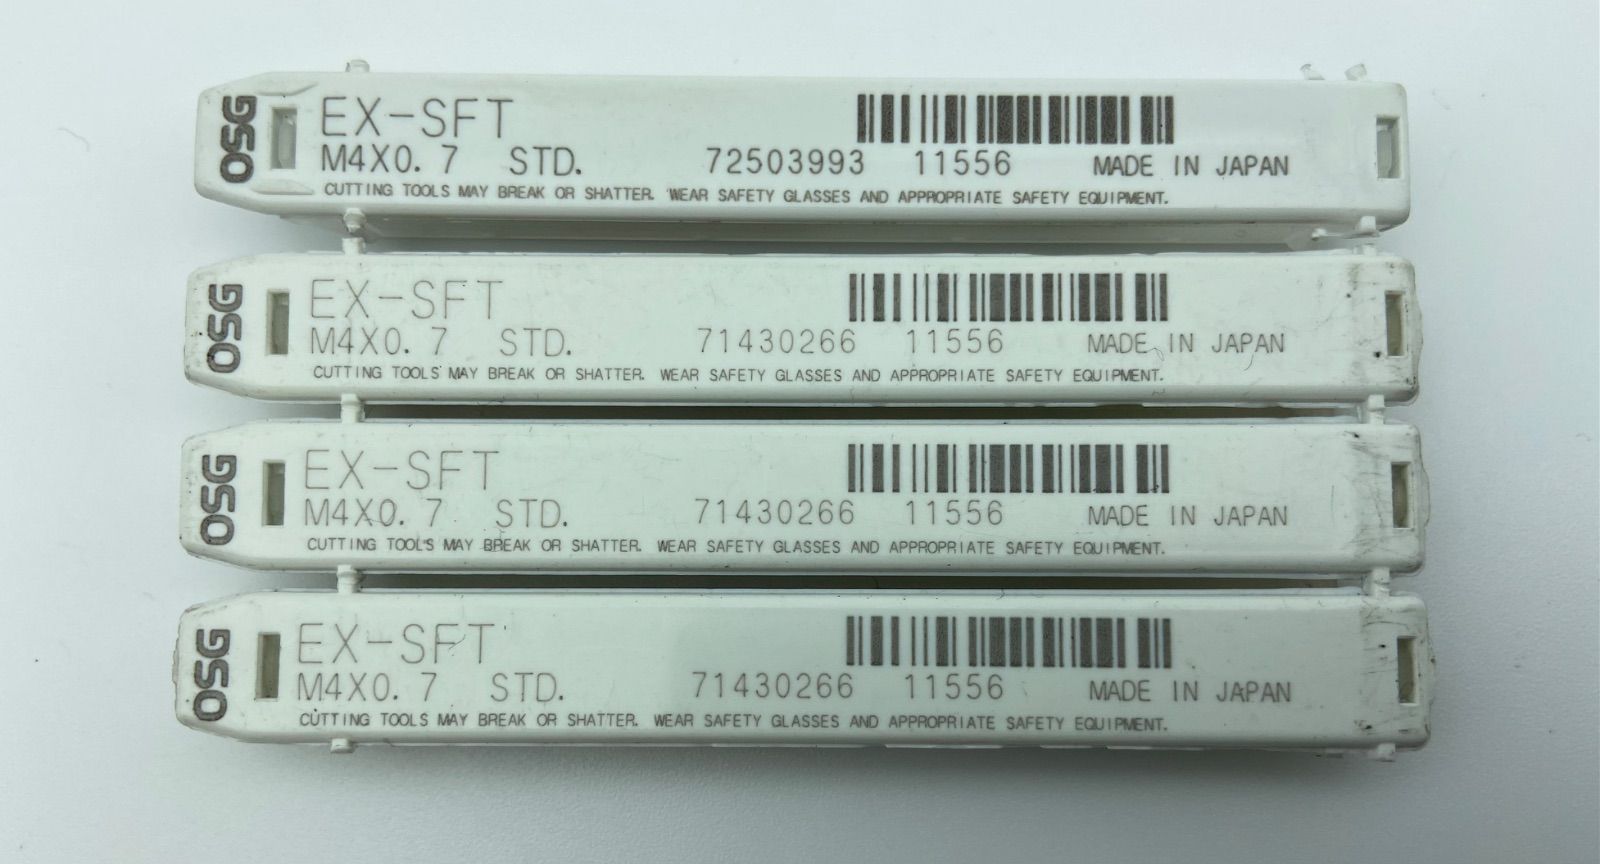 OSG
EX-SFT
M4X0.7 STD. 72503993 11556 MADE IN JAPAN
CUTTING TOOLS MAY BREAK OR SHATTER. WEAR SAFETY GLASSES AND APPROPRIATE SAFETY EQUIPMENT.
OSG
EX-SFT
M4X0.7 STD. 71430266 11556 MADE IN JAPAN
CUTTING TOOLS MAY BREAK OR SHATTER. WEAR SAFETY GLASSES AND APPROPRIATE SAFETY EQUIPMENT.
OSG
EX-SFT
M4X0.7 STD. 71430266 11556 MADE IN JAPAN
CUTTING TOOLS MAY BREAK OR SHATTER. WEAR SAFETY GLASSES AND APPROPRIATE SAFETY EQUIPMENT.
OSG
EX-SFT
M4X0.7 STD. 71430266 11556 MADE IN JAPAN
CUTTING TOOLS MAY BREAK OR SHATTER. WEAR SAFETY GLASSES AND APPROPRIATE SAFETY EQUIPMENT.